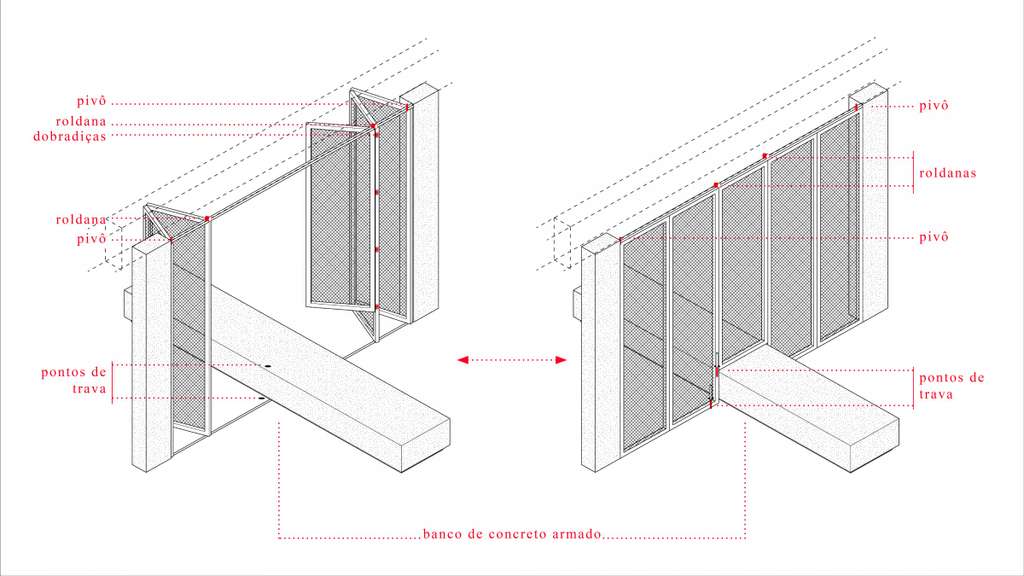 pivô
roldana
dobradiças
roldana
pivô
pontos de
trava
pivô
roldanas
pivô
pontos de
trava
banco de concreto armado